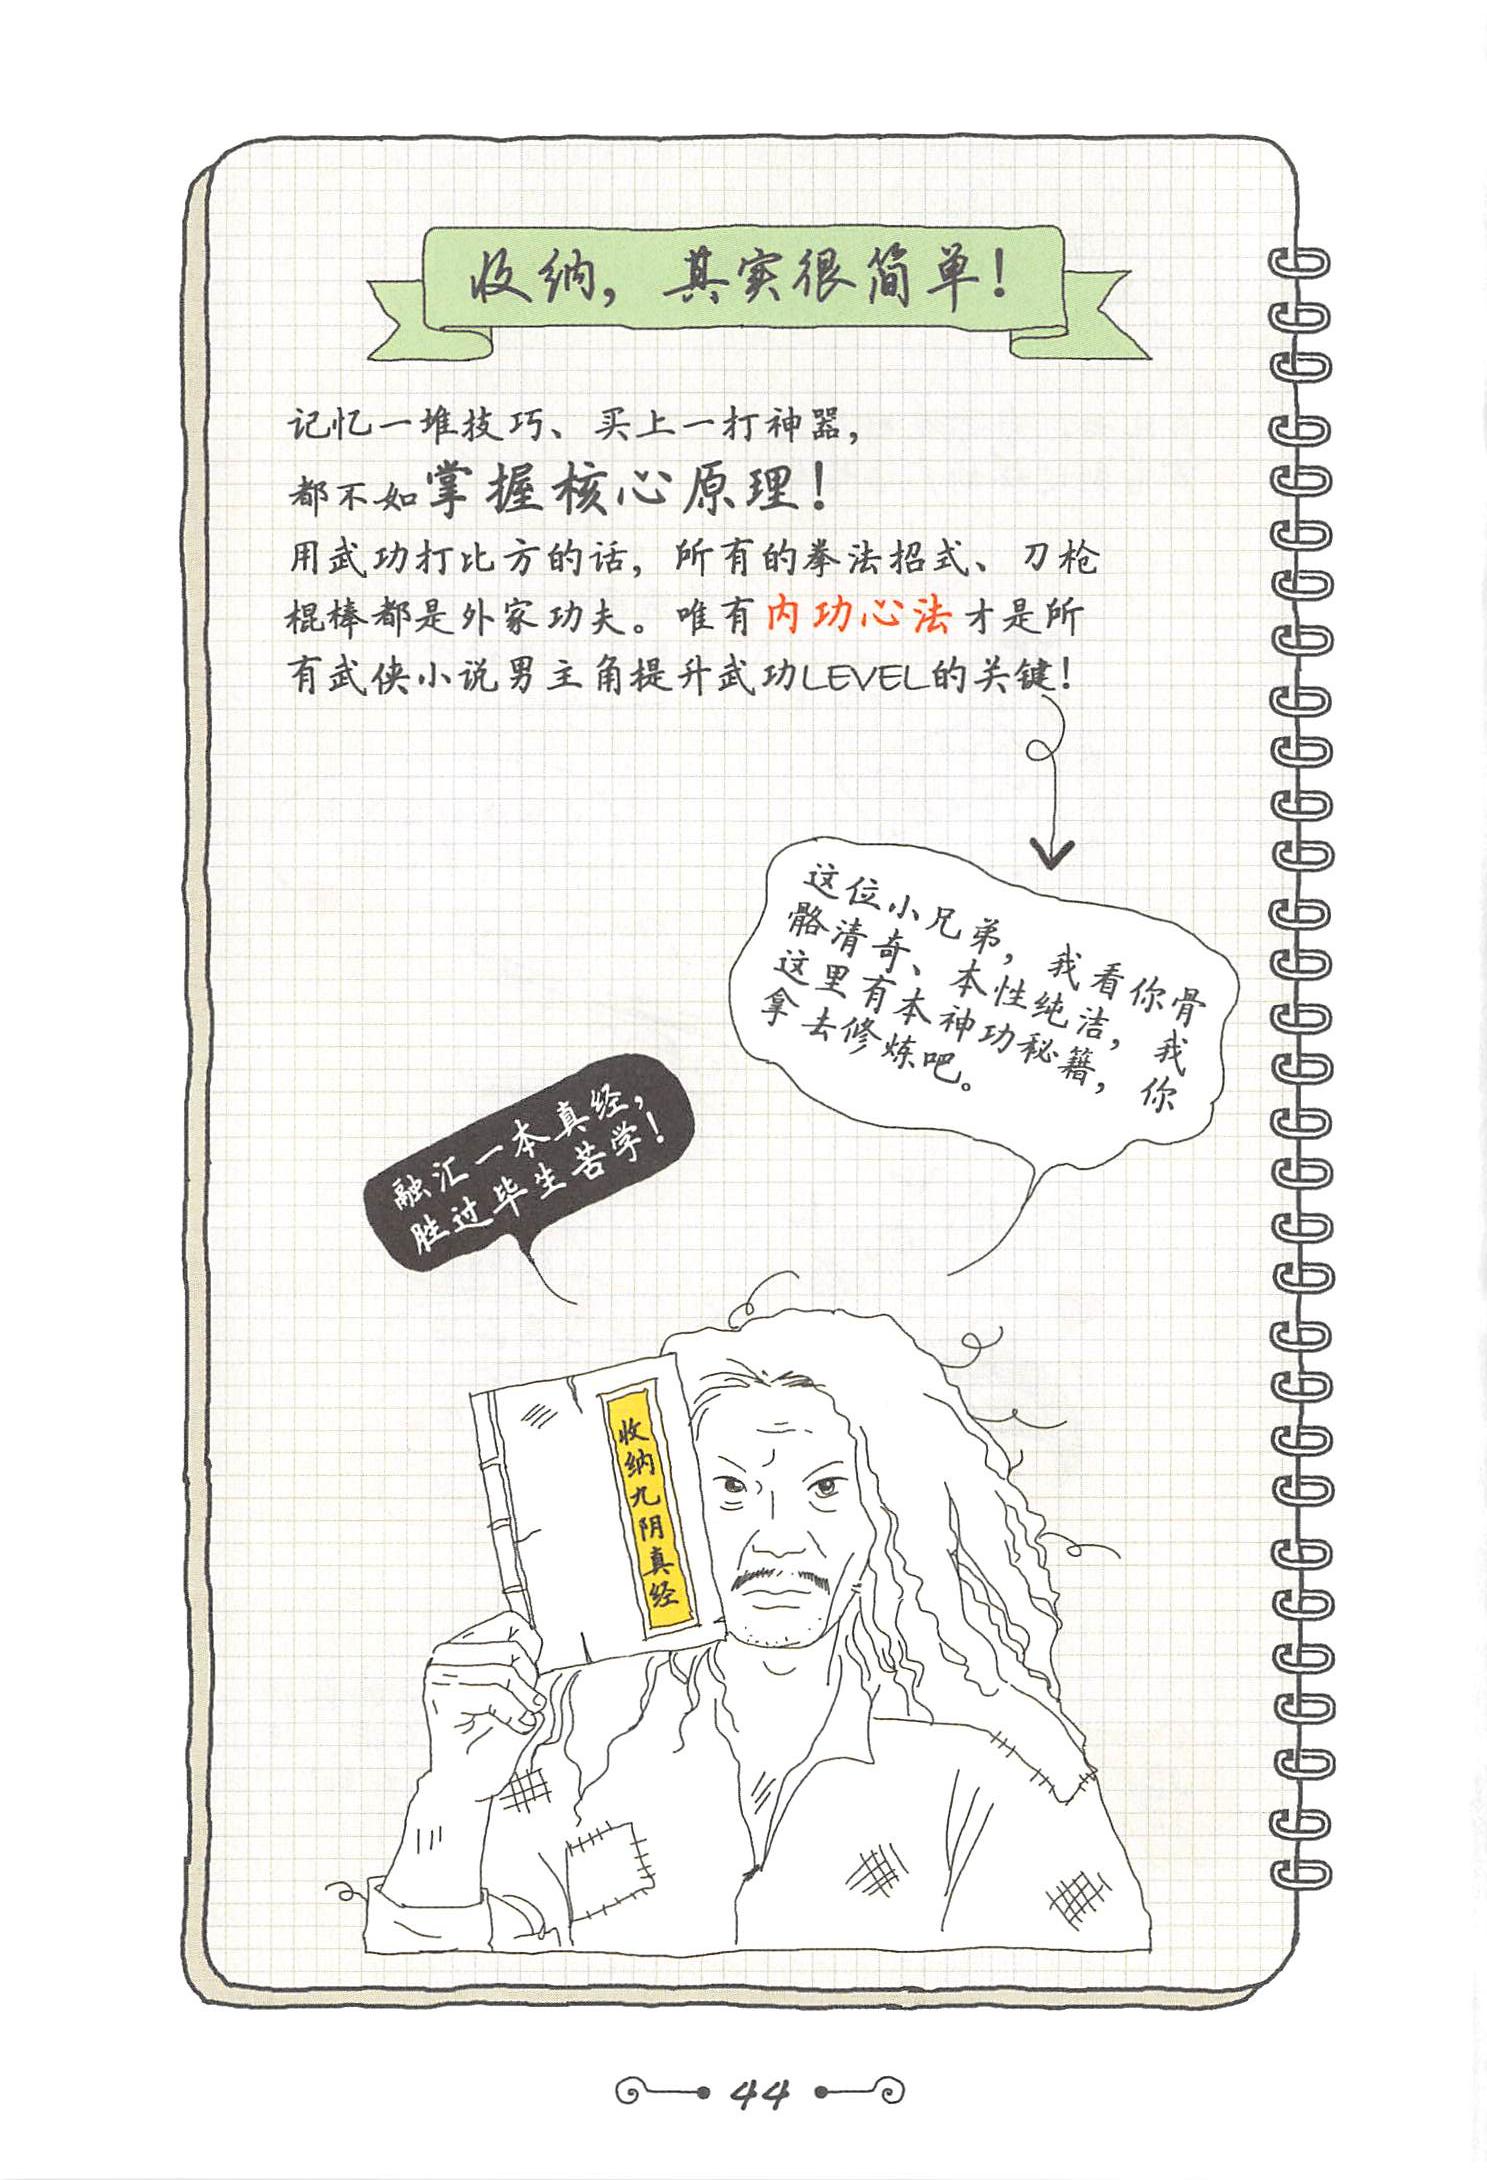 收纳，其实很简单！
记忆一堆技巧、买上一打神器，
都不如掌握核心原理！
用武功打比方的话，所有的拳法招式、刀枪
棍棒都是外家功夫。唯有内功心法才是所
有武侠小说男主角提升武功LEVEL的关键！
这位小兄弟，我看你骨
骼清奇、本性纯洁，我
这里有本神功秘籍，你
拿去修炼吧。
融汇一本真经，
胜过毕生苦学！
收纳九阴真经
44